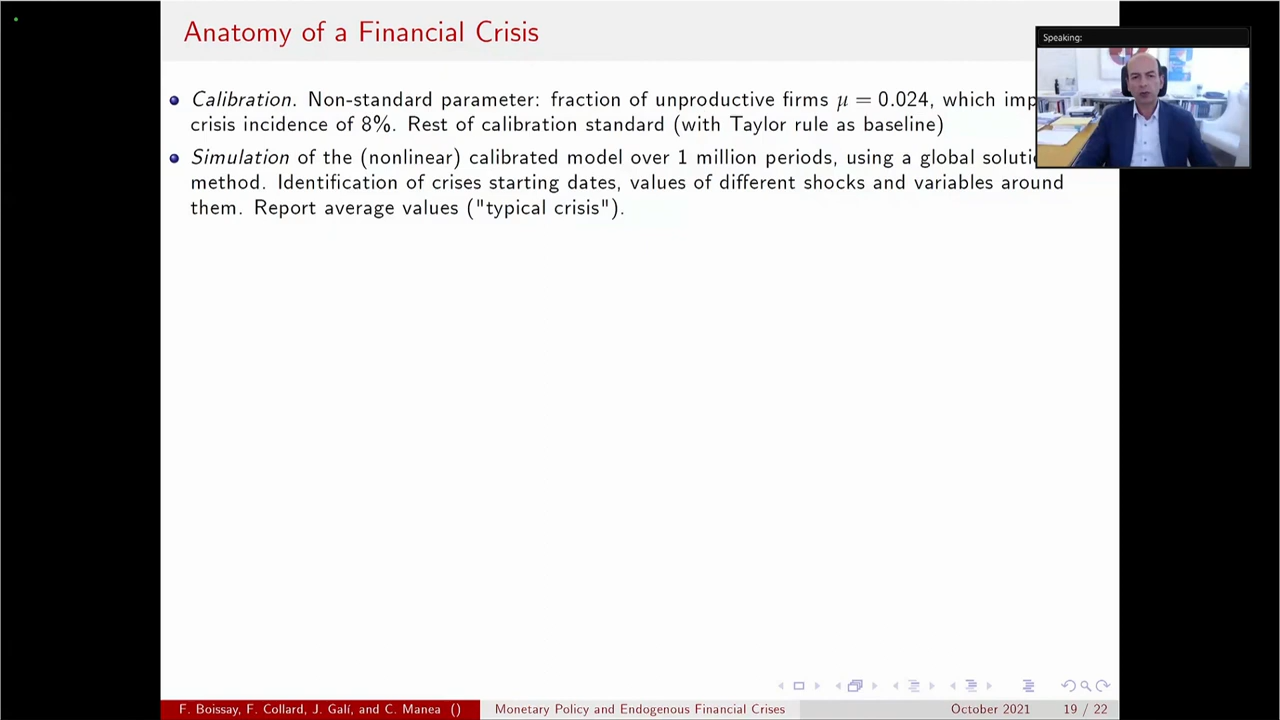 Anatomy of a Financial Crisis
Speaking:
Calibration. Non-standard parameter: fraction of unproductive firms μ = 0.024, which imp
crisis incidence of 8%. Rest of calibration standard (with Taylor rule as baseline)
Simulation of the (nonlinear) calibrated model over 1 million periods, using a global soluti
method. Identification of crises starting dates, values of different shocks and variables around
them. Report average values ("typical crisis").
F. Boissay, F. Collard, J. Galí, and C. Manea () Monetary Policy and Endogenous Financial Crises October 2021 19 / 22